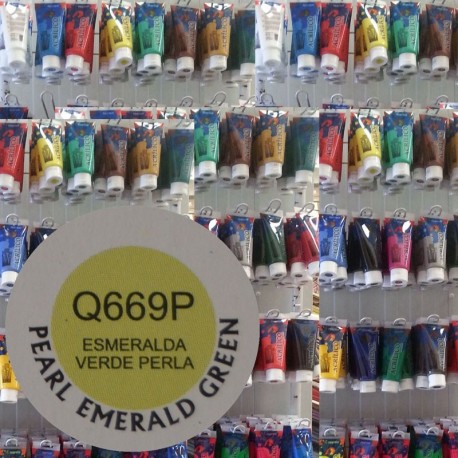 Q669P
ESMERALDA
VERDE PERLA
PEARL EMERALD GREEN